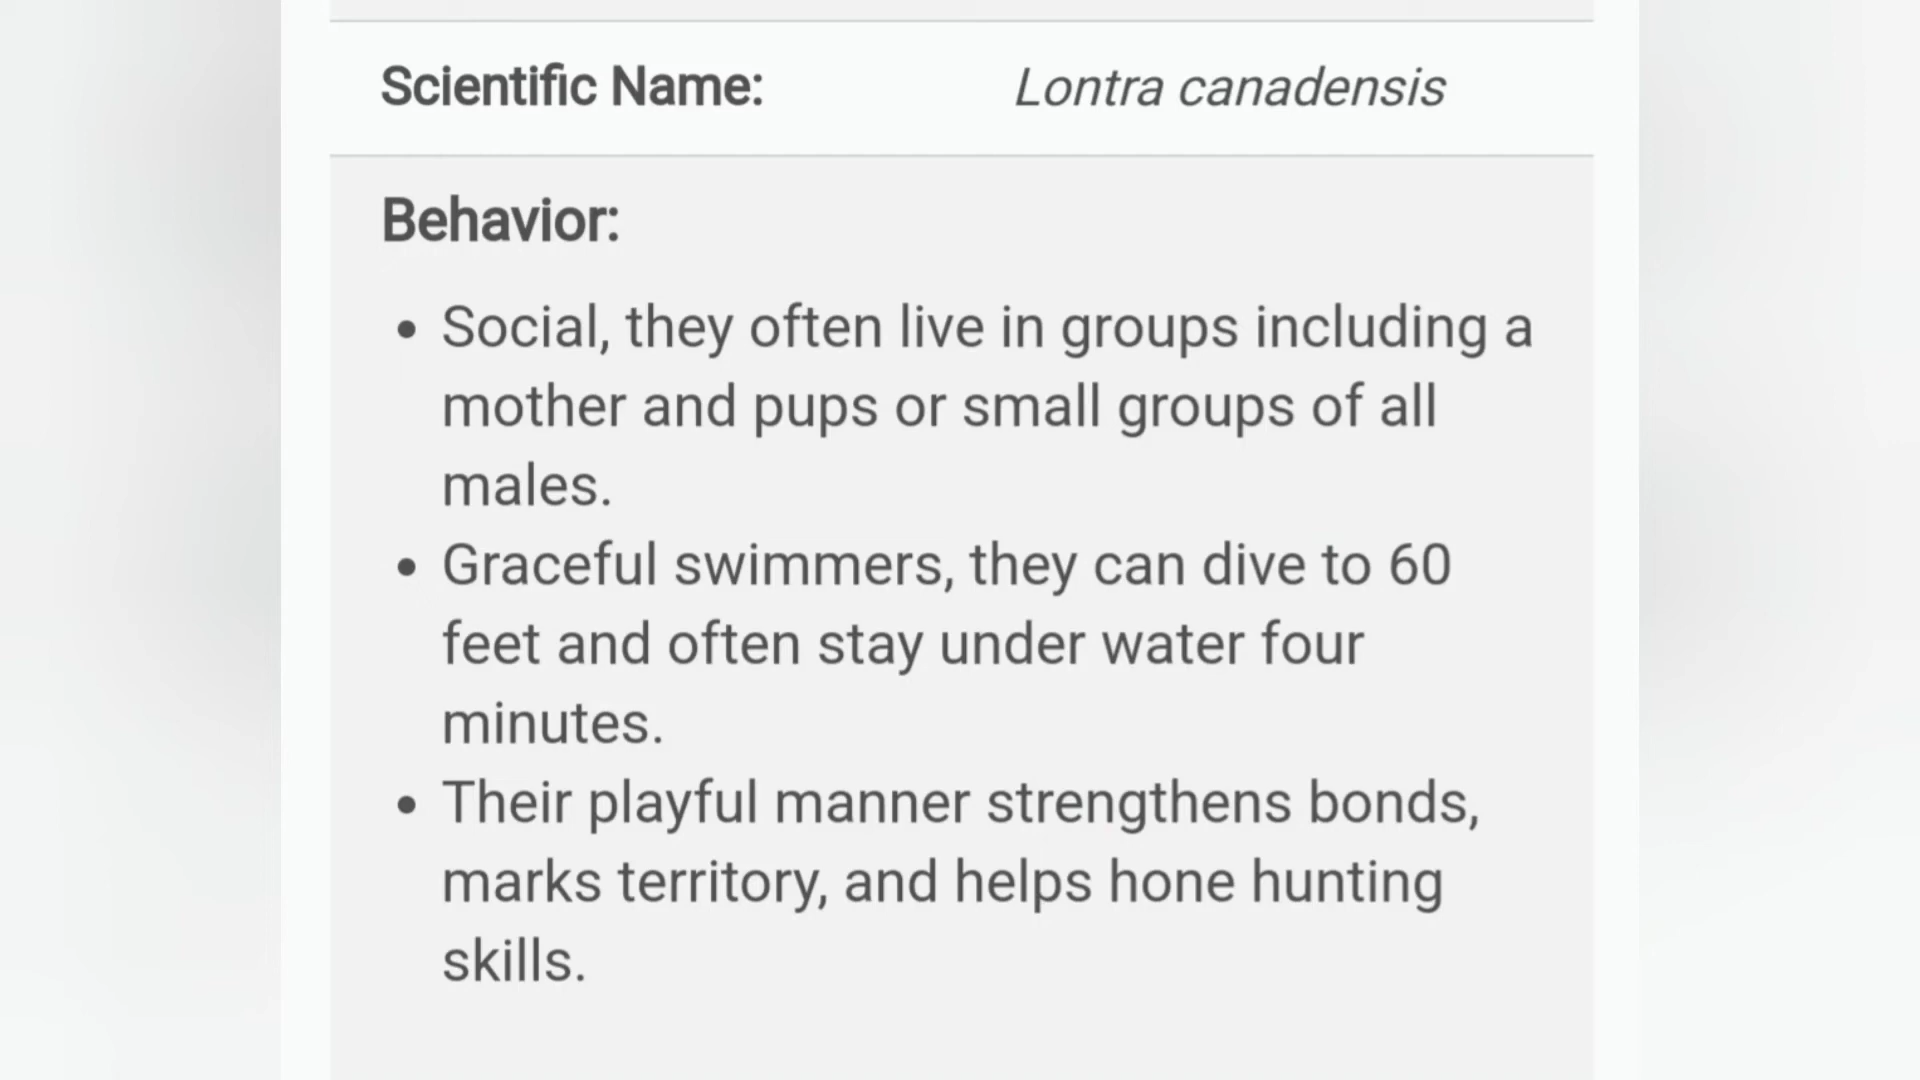 Scientific Name: Lontra canadensis
Behavior:
• Social, they often live in groups including a
mother and pups or small groups of all
males.
• Graceful swimmers, they can dive to 60
feet and often stay under water four
minutes.
• Their playful manner strengthens bonds,
marks territory, and helps hone hunting
skills.